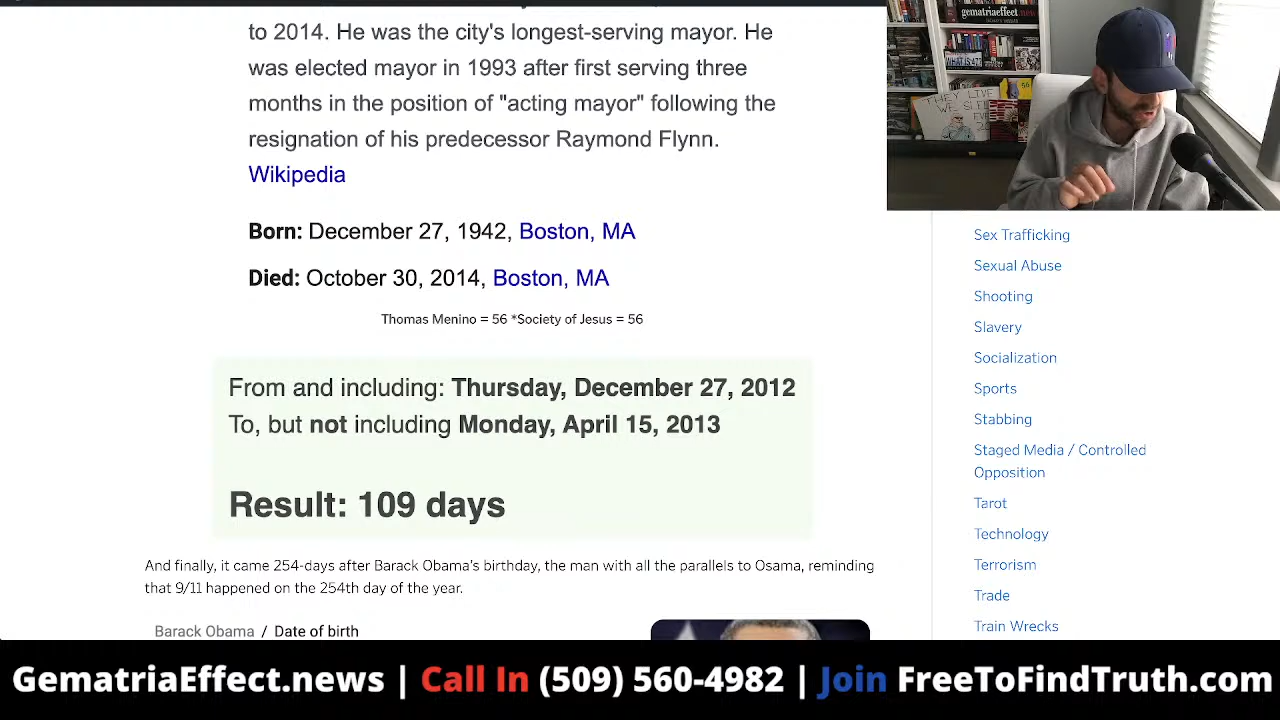 to 2014. He was the city's longest-serving mayor. He
was elected mayor in 1993 after first serving three
months in the position of "acting mayor" following the
resignation of his predecessor Raymond Flynn.
Wikipedia
Born: December 27, 1942, Boston, MA
Died: October 30, 2014, Boston, MA
Thomas Menino = 56 *Society of Jesus = 56
From and including: Thursday, December 27, 2012
To, but not including Monday, April 15, 2013
Result: 109 days
And finally, it came 254-days after Barack Obama's birthday, the man with all the parallels to Osama, reminding
that 9/11 happened on the 254th day of the year.
Barack Obama / Date of birth
gematriaeffect.news
THEY LIVE
WE SLEEP
Sex Trafficking
Sexual Abuse
Shooting
Slavery
Socialization
Sports
Stabbing
Staged Media / Controlled
Opposition
Tarot
Technology
Terrorism
Trade
Train Wrecks
GematriaEffect.news | Call In (509) 560-4982 | Join FreeToFindTruth.com